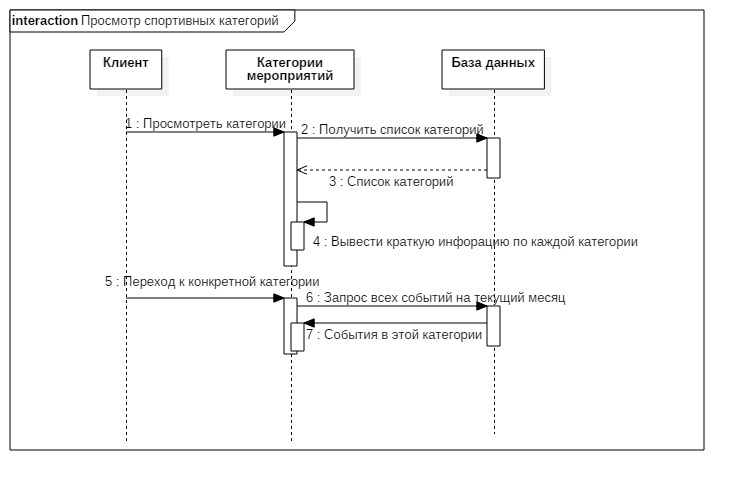 interaction Просмотр спортивных категорий
Клиент
Категории
мероприятий
База данных
1 : Просмотреть категории
2 : Получить список категорий
3 : Список категорий
4 : Вывести краткую инфорацию по каждой категории
5 : Переход к конкретной категории
6 : Запрос всех событий на текущий месяц
7 : События в этой категории